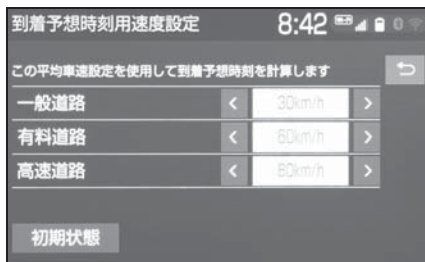 到着予想時刻用速度設定 8:42
この平均車速設定を使用して到着予想時刻を計算します
一般道路 < 30km/h >
有料道路 < 60km/h >
高速道路 < 80km/h >
初期状態